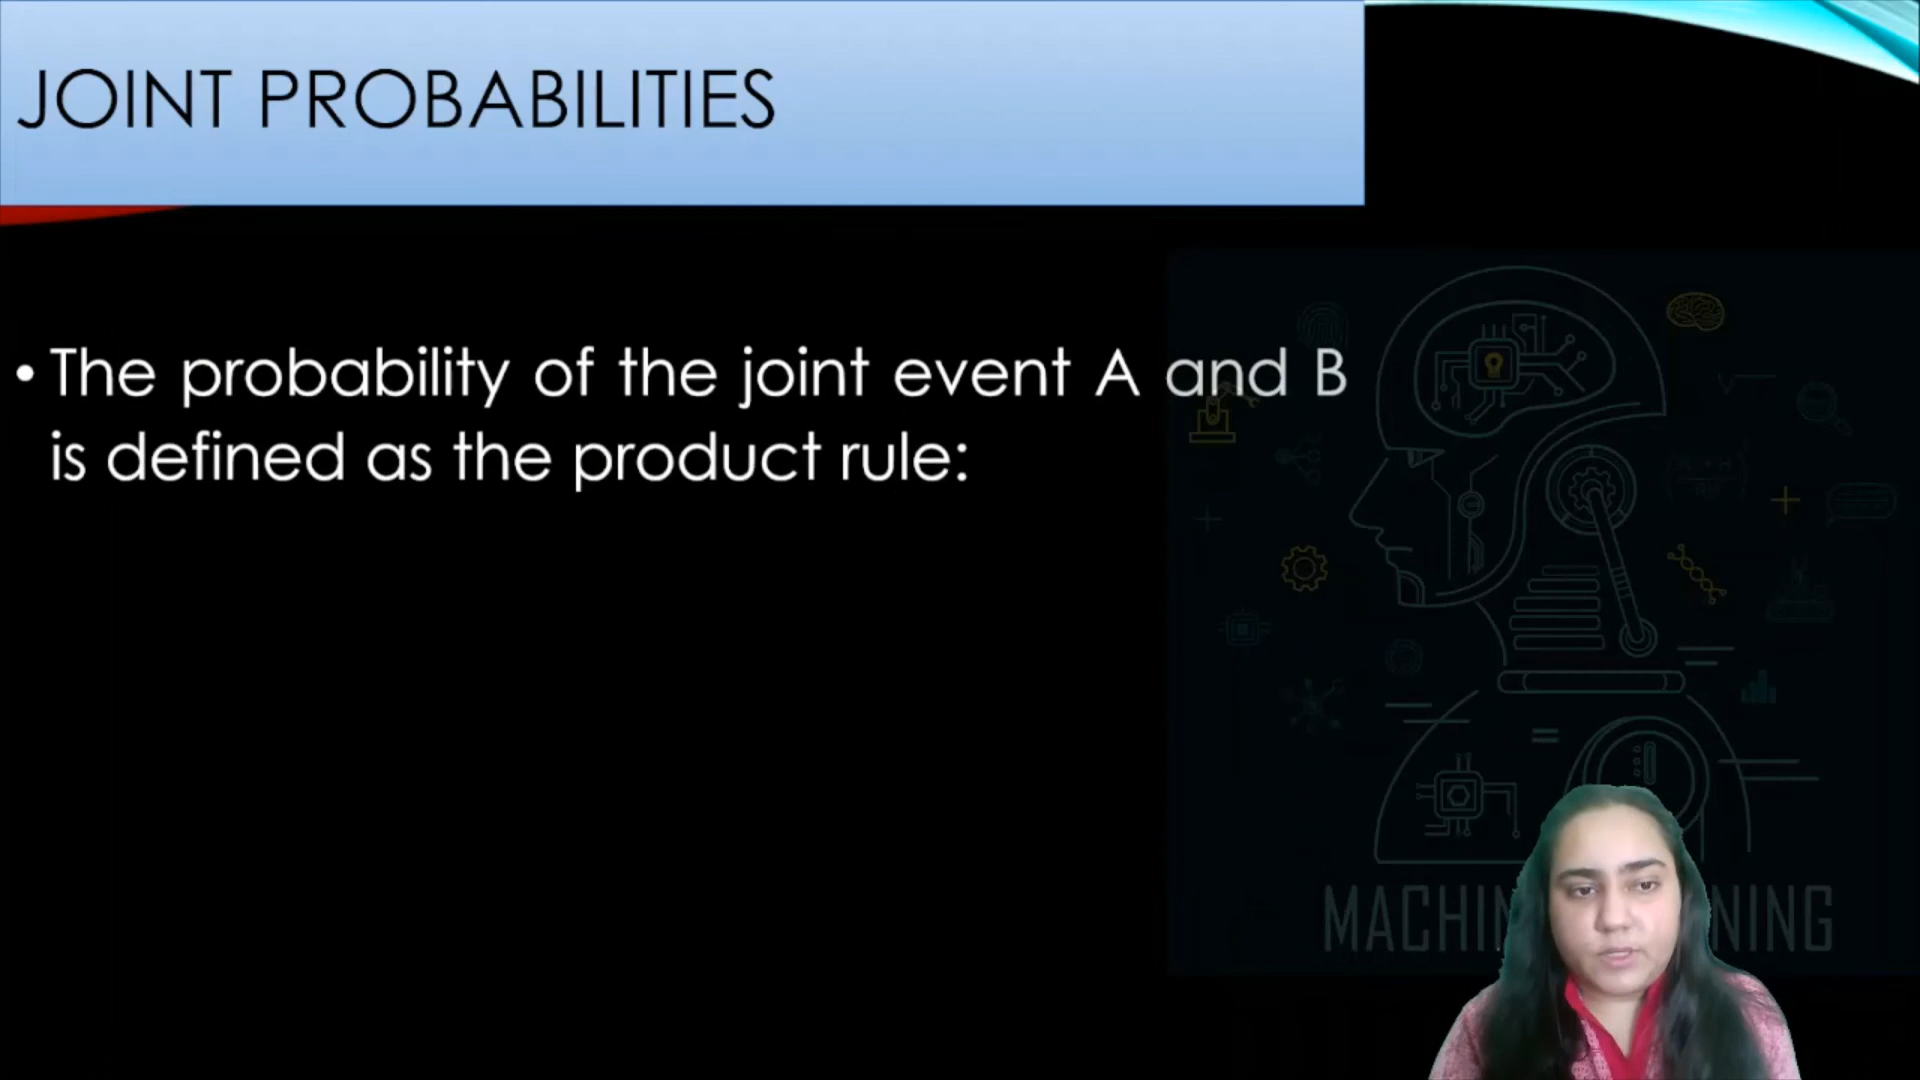 JOINT PROBABILITIES
• The probability of the joint event A and B
is defined as the product rule: